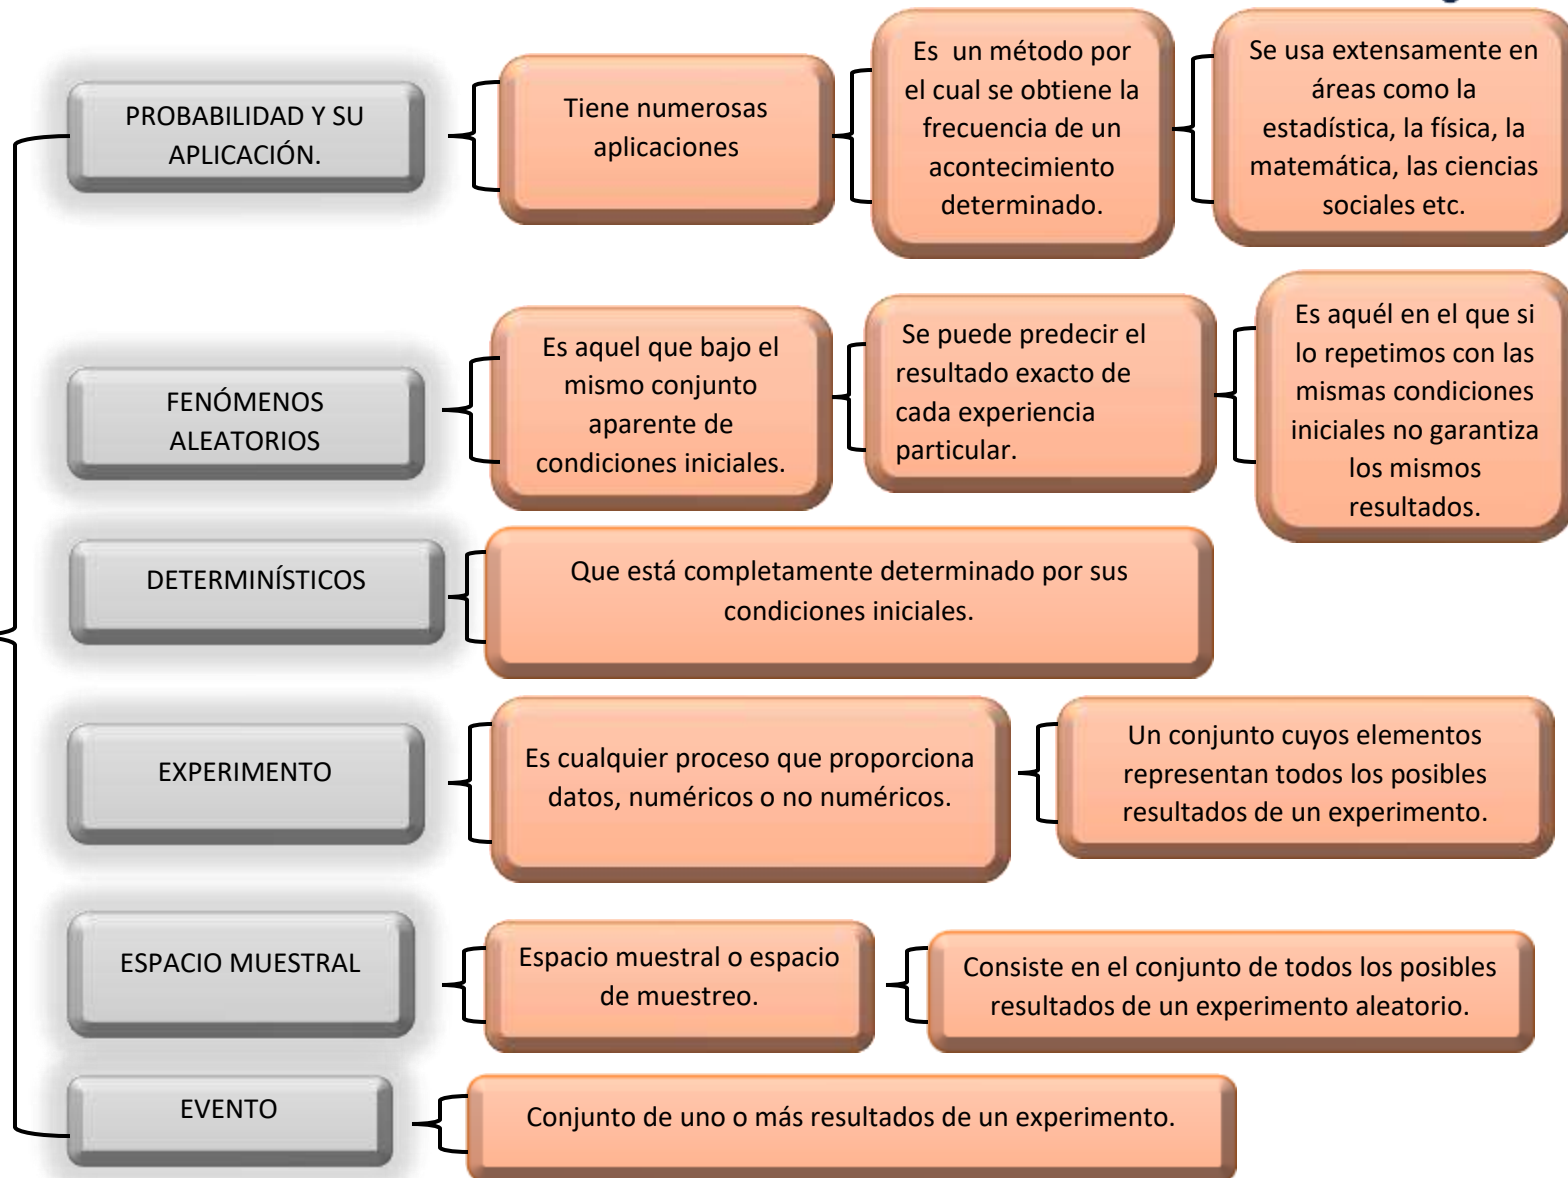 PROBABILIDAD Y SU
APLICACIÓN.
Tiene numerosas
aplicaciones
Es un método por
el cual se obtiene la
frecuencia de un
acontecimiento
determinado.
Se usa extensamente en
áreas como la
estadística, la física, la
matemática, las ciencias
sociales etc.
FENÓMENOS
ALEATORIOS
Es aquel que bajo el
mismo conjunto
aparente de
condiciones iniciales.
Se puede predecir el
resultado exacto de
cada experiencia
particular.
Es aquél en el que si
lo repetimos con las
mismas condiciones
iniciales no garantiza
los mismos
resultados.
DETERMINÍSTICOS
Que está completamente determinado por sus
condiciones iniciales.
EXPERIMENTO
Es cualquier proceso que proporciona
datos, numéricos o no numéricos.
Un conjunto cuyos elementos
representan todos los posibles
resultados de un experimento.
ESPACIO MUESTRAL
Espacio muestral o espacio
de muestreo.
Consiste en el conjunto de todos los posibles
resultados de un experimento aleatorio.
EVENTO
Conjunto de uno o más resultados de un experimento.